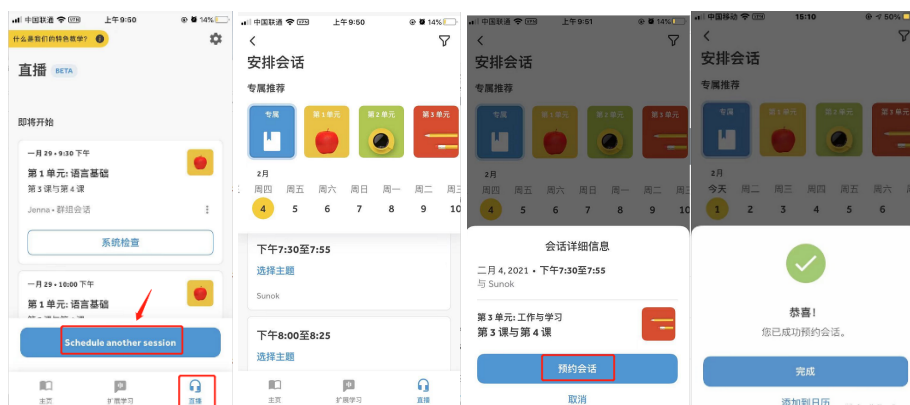 中国联通 VPN 上午9:50 14%
什么是我们的特色教学?
直播 BETA
即将开始
一月 29 • 9:30 下午
第 1 单元: 语言基础
第 3 课与第 4 课
Jenna • 群组会话
系统检查
一月 29 • 10:00 下午
第 1 单元: 语言基础
Schedule another session
主页 扩展学习 直播
中国联通 VPN 上午9:50 14%
安排会话
专属推荐
专属 第 1 单元 第 2 单元 第 3 单元
2月
周四 周五 周六 周日 周一 周二
4 5 6 7 8 9 10
下午7:30至7:55
选择主题
Sunok
下午8:00至8:25
选择主题
主页 扩展学习 直播
中国联通 VPN 上午9:51 14%
安排会话
专属推荐
专属 第 1 单元 第 2 单元 第 3 单元
2月
周四 周五 周六 周日 周一 周二
4 5 6 7 8 9 10
会话详细信息
二月 4, 2021 • 下午7:30至7:55
与 Sunok
第 3 单元: 工作与学习
第 3 课与第 4 课
预约会话
取消
中国移动 VPN 15:10 50%
安排会话
专属推荐
专属 第 1 单元 第 2 单元 第 3 单元
2月
今天 周二 周三 周四 周五 周六
1 2 3 4 5 6
恭喜!
您已成功预约会话。
完成
添加到日历